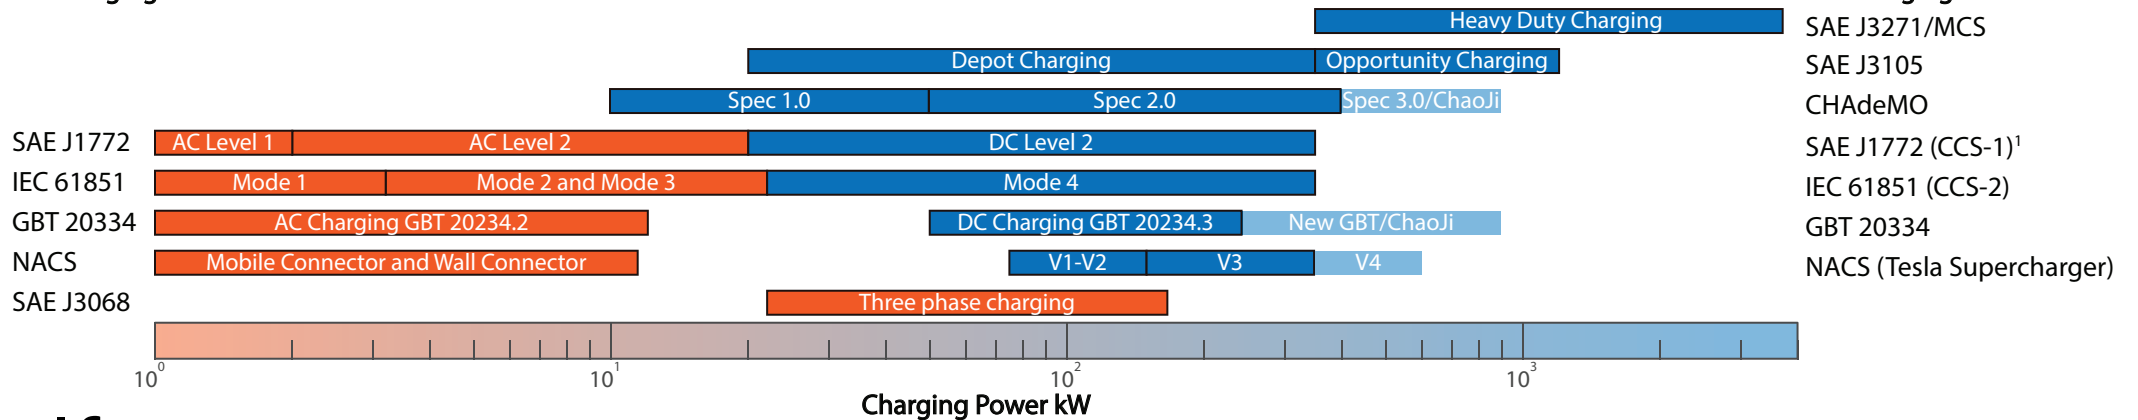 Heavy Duty Charging SAE J3271/MCS
Depot Charging Opportunity Charging SAE J3105
Spec 1.0 Spec 2.0 Spec 3.0/ChaoJi CHAdeMO
SAE J1772 AC Level 1 AC Level 2 DC Level 2 SAE J1772 (CCS-1)¹
IEC 61851 Mode 1 Mode 2 and Mode 3 Mode 4 IEC 61851 (CCS-2)
GBT 20334 AC Charging GBT 20234.2 DC Charging GBT 20234.3 New GBT/ChaoJi GBT 20334
NACS Mobile Connector and Wall Connector V1-V2 V3 V4 NACS (Tesla Supercharger)
SAE J3068 Three phase charging
10⁰ 10¹ 10² 10³
Charging Power kW